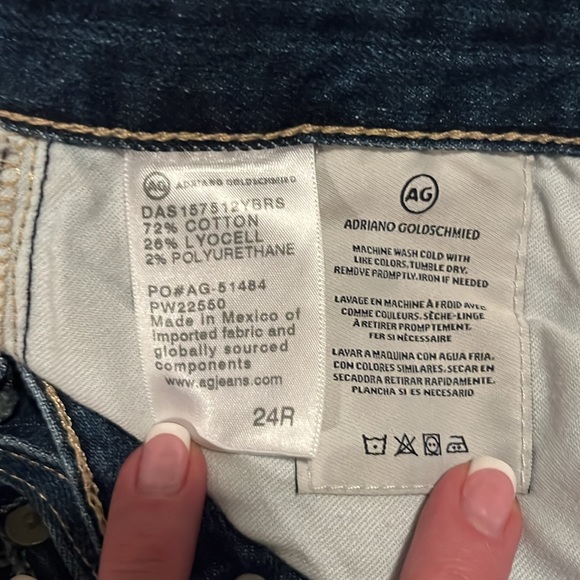 AG ADRIANO GOLDSCHMIED
DAS157512YBRS
72% COTTON
26% LYOCELL
2% POLYURETHANE
PO#AG-51484
PW22550
Made in Mexico of
imported fabric and
globally sourced
components
www.agjeans.com
24R
AG
ADRIANO GOLDSCHMIED
MACHINE WASH COLD WITH
LIKE COLORS. TUMBLE DRY.
REMOVE PROMPTLY. IRON IF NEEDED
LAVAGE EN MACHINE À FROID AVEC
COMME COULEURS. SÈCHE-LINGE
À RETIRER PROMPTEMENT.
FER SI NÉCESSAIRE
LAVAR A MAQUINA CON AGUA FRIA.
CON COLORES SIMILARES. SECAR EN
SECADORA RETIRAR RAPIDAMENTE.
PLANCHA SI ES NECESARIO